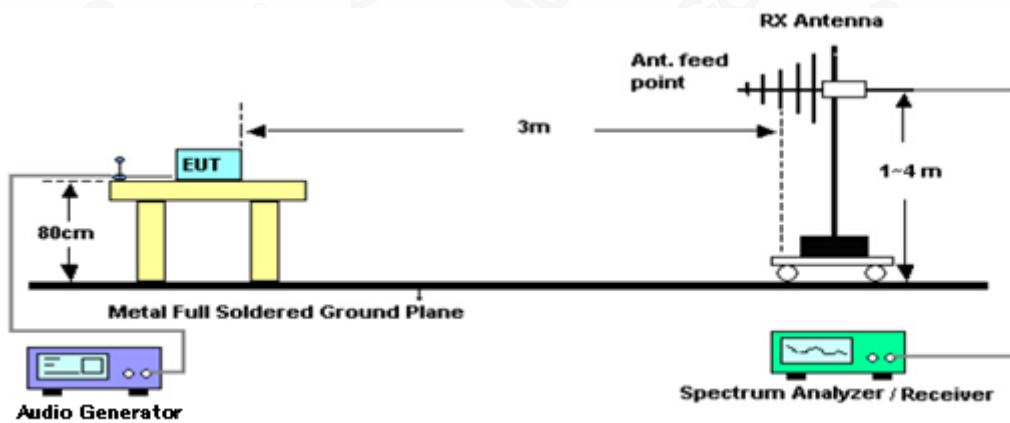 RX Antenna
Ant. feed
point
3m
EUT
1~4 m
80cm
Metal Full Soldered Ground Plane
Audio Generator
Spectrum Analyzer / Receiver